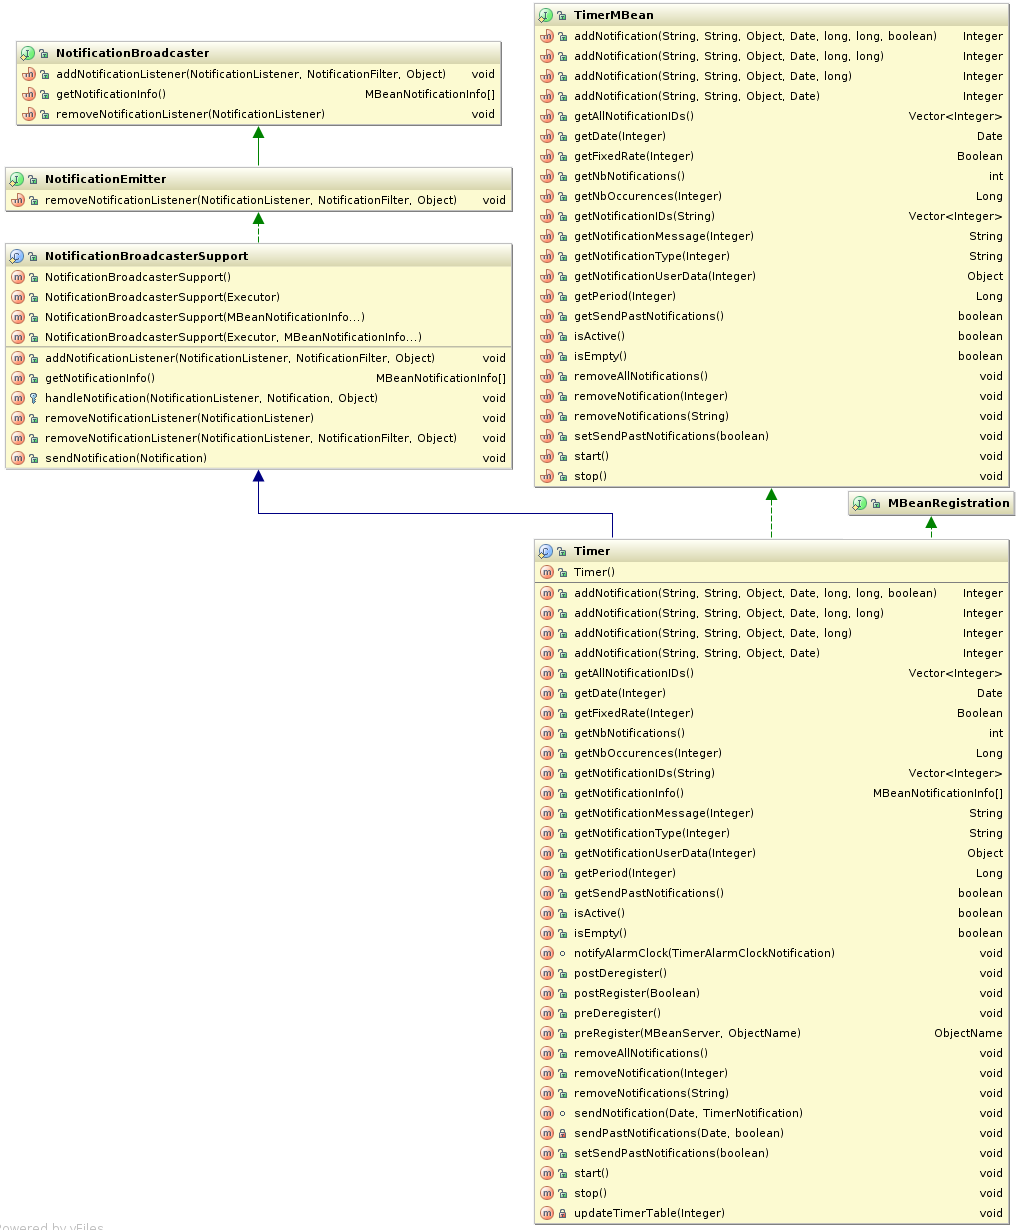 NotificationBroadcaster
addNotificationListener(NotificationListener, NotificationFilter, Object) void
getNotificationInfo() MBeanNotificationInfo[]
removeNotificationListener(NotificationListener) void
NotificationEmitter
removeNotificationListener(NotificationListener, NotificationFilter, Object) void
NotificationBroadcasterSupport
NotificationBroadcasterSupport()
NotificationBroadcasterSupport(Executor)
NotificationBroadcasterSupport(MBeanNotificationInfo...)
NotificationBroadcasterSupport(Executor, MBeanNotificationInfo...)
addNotificationListener(NotificationListener, NotificationFilter, Object) void
getNotificationInfo() MBeanNotificationInfo[]
handleNotification(NotificationListener, Notification, Object) void
removeNotificationListener(NotificationListener) void
removeNotificationListener(NotificationListener, NotificationFilter, Object) void
sendNotification(Notification) void
TimerMBean
addNotification(String, String, Object, Date, long, long, boolean) Integer
addNotification(String, String, Object, Date, long, long) Integer
addNotification(String, String, Object, Date, long) Integer
addNotification(String, String, Object, Date) Integer
getAllNotificationIDs() Vector<Integer>
getDate(Integer) Date
getFixedRate(Integer) Boolean
getNbNotifications() int
getNbOccurences(Integer) Long
getNotificationIDs(String) Vector<Integer>
getNotificationMessage(Integer) String
getNotificationType(Integer) String
getNotificationUserData(Integer) Object
getPeriod(Integer) Long
getSendPastNotifications() boolean
isActive() boolean
isEmpty() boolean
removeAllNotifications() void
removeNotification(Integer) void
removeNotifications(String) void
setSendPastNotifications(boolean) void
start() void
stop() void
MBeanRegistration
Timer
Timer()
addNotification(String, String, Object, Date, long, long, boolean) Integer
addNotification(String, String, Object, Date, long, long) Integer
addNotification(String, String, Object, Date, long) Integer
addNotification(String, String, Object, Date) Integer
getAllNotificationIDs() Vector<Integer>
getDate(Integer) Date
getFixedRate(Integer) Boolean
getNbNotifications() int
getNbOccurences(Integer) Long
getNotificationIDs(String) Vector<Integer>
getNotificationInfo() MBeanNotificationInfo[]
getNotificationMessage(Integer) String
getNotificationType(Integer) String
getNotificationUserData(Integer) Object
getPeriod(Integer) Long
getSendPastNotifications() boolean
isActive() boolean
isEmpty() boolean
notifyAlarmClock(TimerAlarmClockNotification) void
postDeregister() void
postRegister(Boolean) void
preDeregister() void
preRegister(MBeanServer, ObjectName) ObjectName
removeAllNotifications() void
removeNotification(Integer) void
removeNotifications(String) void
sendNotification(Date, TimerNotification) void
sendPastNotifications(Date, boolean) void
setSendPastNotifications(boolean) void
start() void
stop() void
updateTimerTable(Integer) void
by yFiles